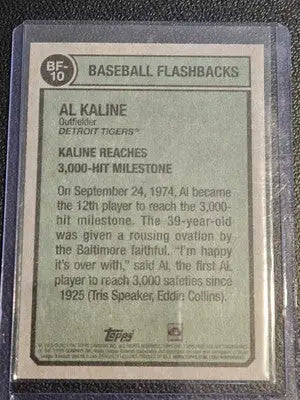 BF-
10
BASEBALL FLASHBACKS
AL KALINE
Outfielder
DETROIT TIGERS®
KALINE REACHES
3,000-HIT MILESTONE
On September 24, 1974, Al became
the 12th player to reach the 3,000-
hit milestone. The 39-year-old
was given a rousing ovation by
the Baltimore faithful. "I'm happy
it's over with," said Al, the first AL
player to reach 3,000 safeties since
1925 (Tris Speaker, Eddie Collins).
Topps